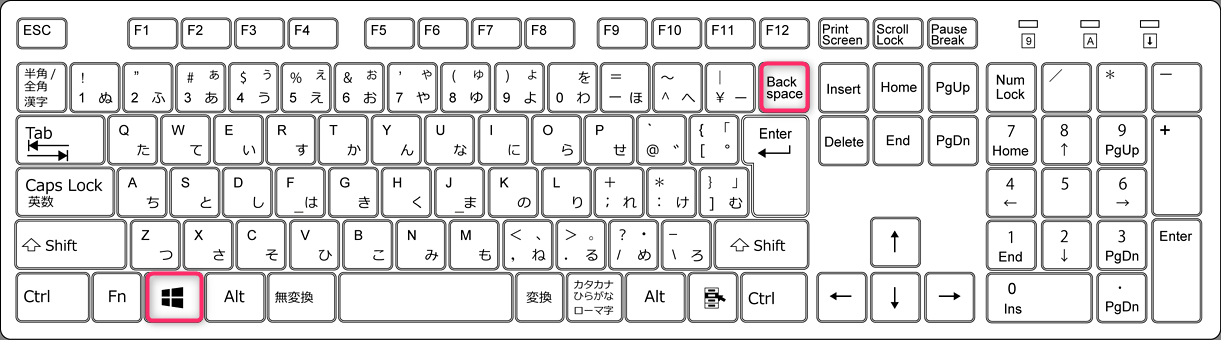 ESC F1 F2 F3 F4 F5 F6 F7 F8 F9 F10 F11 F12 Print Scroll Pause
Screen Lock Break 9 A
半角/ ! ” # ぁ $ ぅ % ぇ & ぉ ’ ゃ ( ゅ ) ょ を = ～ | Back Insert Home PgUp Num ／ * －
全角 1 ぬ 2 ふ 3 あ 4 う 5 え 6 お 7 や 8 ゆ 9 よ 0 わ － ほ ^ へ ¥ ー space Lock
漢字
Tab Q W E R T Y U I O P ` { 「 Enter Delete End PgDn 7 8 9 +
た て い す か ん な に ら せ @ ゛ [ ° Home ↑ PgUp
Caps Lock A S D F G H J K L + * } 」 4 5 6
英数 ち と し _は き く _ま の り ; れ : け ] む ← →
Shift Z X C V B N M < 、 > 。 ? ・ _ Shift ↑ 1 2 3 Enter
つ さ そ ひ こ み も , ね . る / め \ ろ End ↓ PgDn
Ctrl Fn Alt 無変換 変換 カタカナ Alt Ctrl ← ↓ → 0 .
ひらがな Ins PgDn
ローマ字